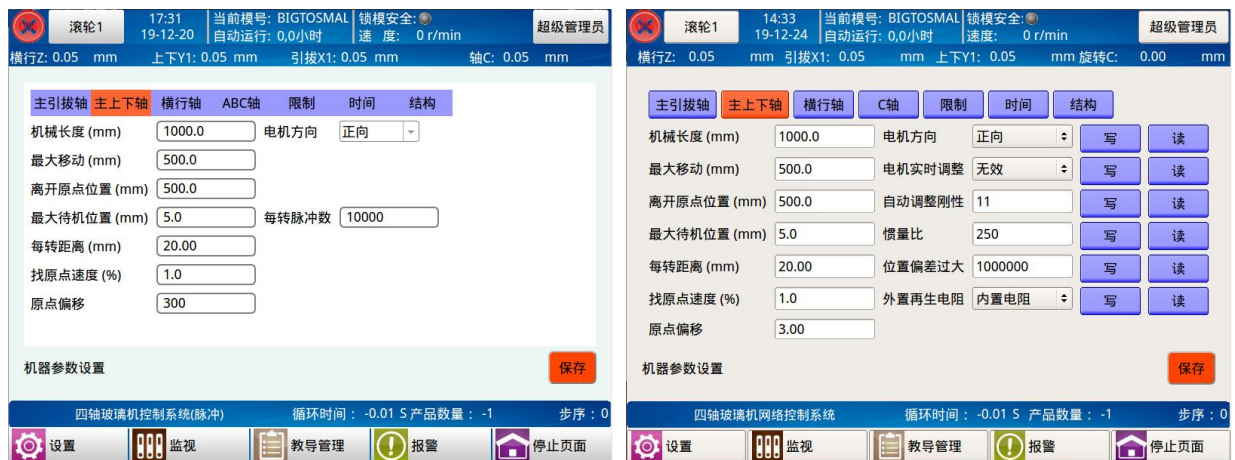 滚轮1
17:31
19-12-20
当前模号: BIGTOSMAL
自动运行: 0,0小时
锁模安全:
速 度: 0 r/min
超级管理员
横行Z: 0.05 mm 上下Y1: 0.05 mm 引拔X1: 0.05 mm 轴C: 0.05 mm
主引拔轴 主上下轴 横行轴 ABC轴 限制 时间 结构
机械长度 (mm) 1000.0 电机方向 正向
最大移动 (mm) 500.0
离开原点位置 (mm) 500.0
最大待机位置 (mm) 5.0 每转脉冲数 10000
每转距离 (mm) 20.00
找原点速度 (%) 1.0
原点偏移 300
机器参数设置 保存
四轴玻璃机控制系统(脉冲) 循环时间： -0.01 S 产品数量： -1 步序：0
设置 监视 教导管理 报警 停止页面
滚轮1
14:33
19-12-24
当前模号: BIGTOSMAL
自动运行: 0,0小时
锁模安全:
速度: 0 r/min
超级管理员
横行Z: 0.05 mm 引拔X1: 0.05 mm 上下Y1: 0.05 mm 旋转C: 0.00 mm
主引拔轴 主上下轴 横行轴 C轴 限制 时间 结构
机械长度 (mm) 1000.0 电机方向 正向 写 读
最大移动 (mm) 500.0 电机实时调整 无效 写 读
离开原点位置 (mm) 500.0 自动调整刚性 11 写 读
最大待机位置 (mm) 5.0 惯量比 250 写 读
每转距离 (mm) 20.00 位置偏差过大 1000000 写 读
找原点速度 (%) 1.0 外置再生电阻 内置电阻 写 读
原点偏移 3.00
机器参数设置 保存
四轴玻璃机网络控制系统 循环时间： -0.01 S 产品数量： -1 步序：0
设置 监视 教导管理 报警 停止页面